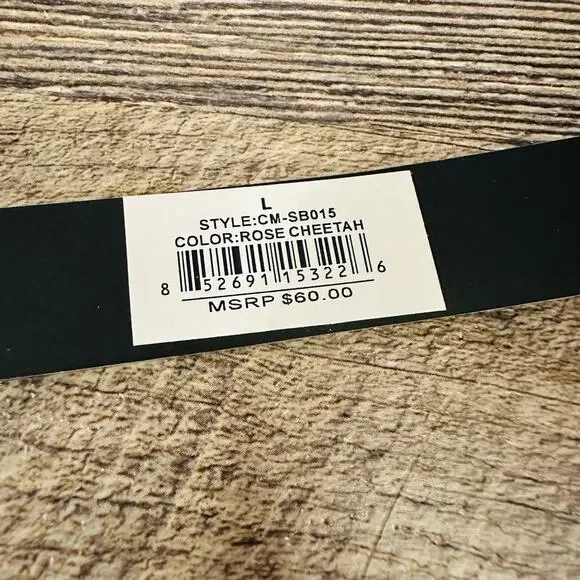 L
STYLE:CM-SB015
COLOR:ROSE CHEETAH
8 52691 15322 6
MSRP $60.00